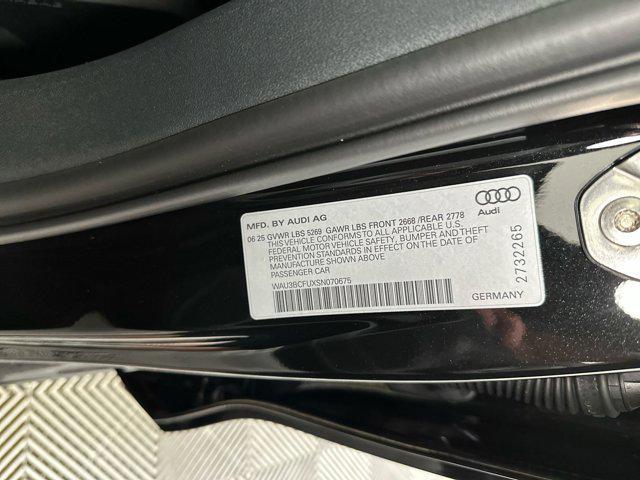 MFD. BY AUDI AG
06 25 GVWR LBS 5269 GAWR LBS FRONT 2668 /REAR 2778
THIS VEHICLE CONFORMS TO ALL APPLICABLE U.S.
FEDERAL MOTOR VEHICLE SAFETY, BUMPER AND THEFT
PREVENTION STANDARDS IN EFFECT ON THE DATE OF
MANUFACTURE SHOWN ABOVE
PASSENGER CAR
WAU3BCFUXSN070675
GERMANY
Audi
2732265